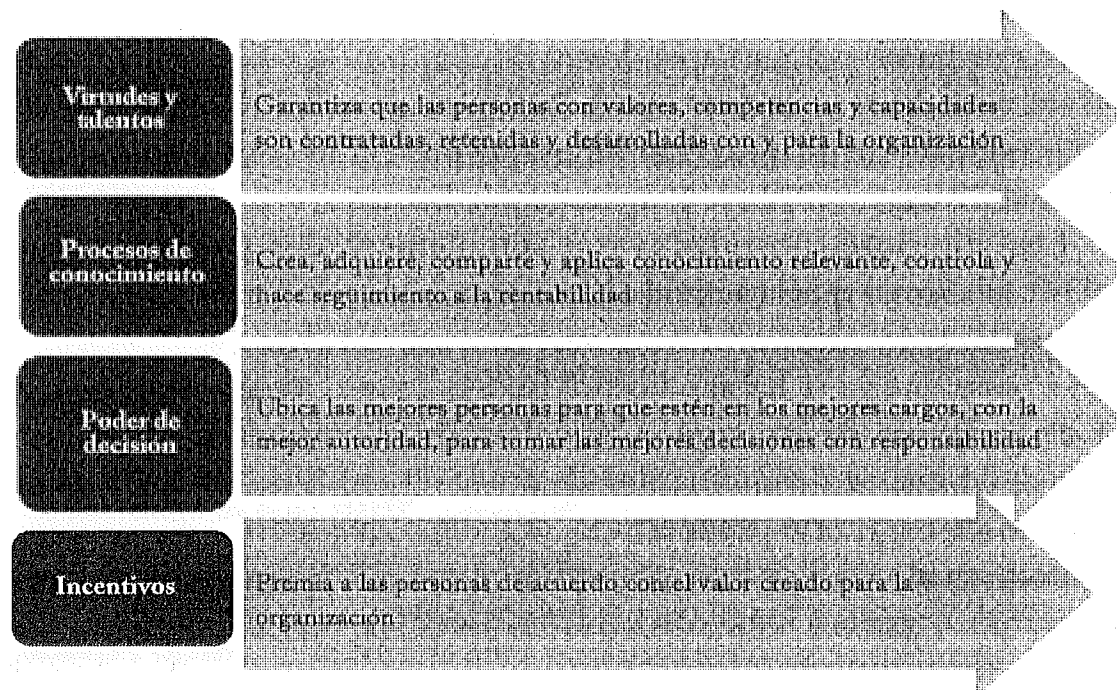 Virtudes y
talentos
Garantiza que las personas con valores, competencias y capacidades
son contratadas, retenidas y desarrolladas con y para la organización
Procesos de
conocimiento
Crea, adquiere, comparte y aplica conocimiento relevante, controla y
hace seguimiento a la rentabilidad
Poder de
decisión
Ubica las mejores personas para que estén en los mejores cargos, con la
mejor autoridad, para tomar las mejores decisiones con responsabilidad
Incentivos
Premia a las personas de acuerdo con el valor creado para la
organización